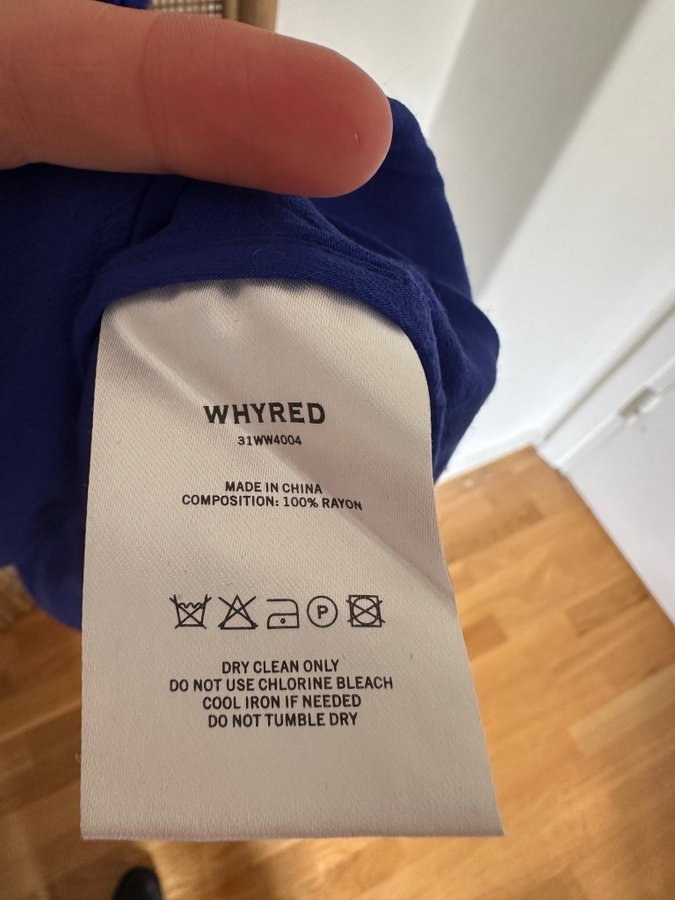 WHYRED
31WW4004
MADE IN CHINA
COMPOSITION: 100% RAYON
P
DRY CLEAN ONLY
DO NOT USE CHLORINE BLEACH
COOL IRON IF NEEDED
DO NOT TUMBLE DRY